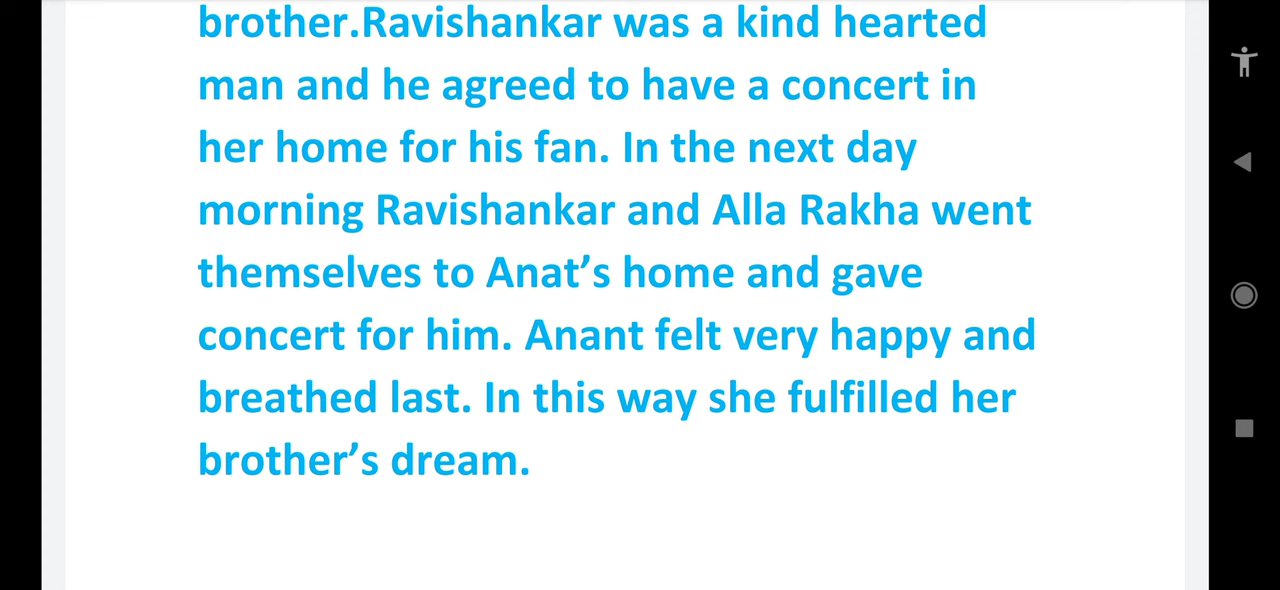 brother.Ravishankar was a kind hearted
man and he agreed to have a concert in
her home for his fan. In the next day
morning Ravishankar and Alla Rakha went
themselves to Anat’s home and gave
concert for him. Anant felt very happy and
breathed last. In this way she fulfilled her
brother’s dream.